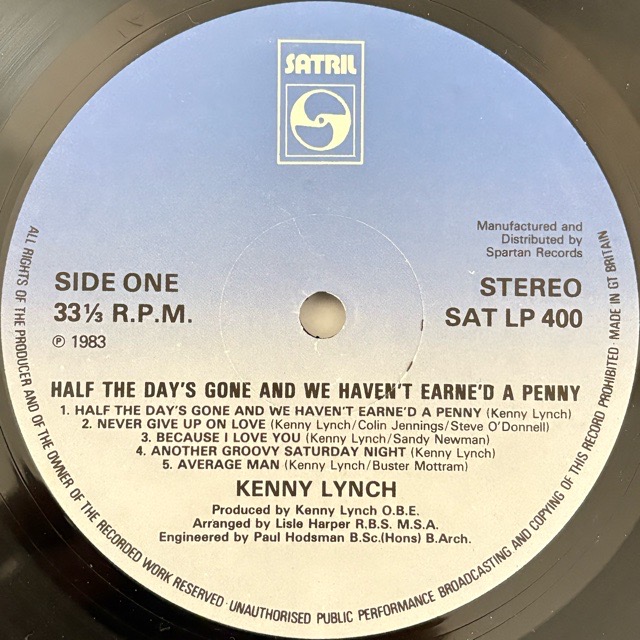 SATRIL
Manufactured and
Distributed by
Spartan Records
SIDE ONE
33⅓ R.P.M.
℗ 1983
STEREO
SAT LP 400
HALF THE DAY'S GONE AND WE HAVEN'T EARNE'D A PENNY
1. HALF THE DAY'S GONE AND WE HAVEN'T EARNE'D A PENNY (Kenny Lynch)
2. NEVER GIVE UP ON LOVE (Kenny Lynch/Colin Jennings/Steve O'Donnell)
3. BECAUSE I LOVE YOU (Kenny Lynch/Sandy Newman)
4. ANOTHER GROOVY SATURDAY NIGHT (Kenny Lynch)
5. AVERAGE MAN (Kenny Lynch/Buster Mottram)
KENNY LYNCH
Produced by Kenny Lynch O.B.E.
Arranged by Lisle Harper R.B.S. M.S.A.
Engineered by Paul Hodsman B.Sc.(Hons) B.Arch.
ALL RIGHTS OF THE PRODUCER AND OF THE OWNER OF THE RECORDED WORK RESERVED · UNAUTHORISED PUBLIC PERFORMANCE BROADCASTING AND COPYING OF THIS RECORD PROHIBITED · MADE IN GT BRITAIN